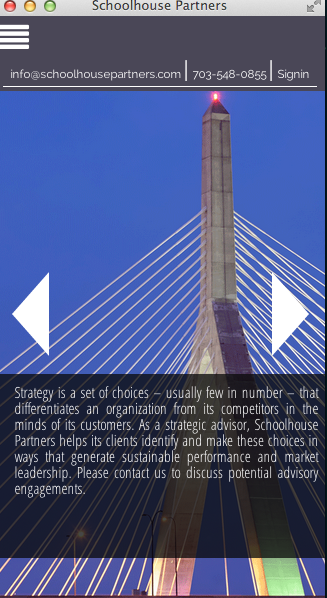 Schoolhouse Partners
info@schoolhousepartners.com | 703-548-0855 | Signin
Strategy is a set of choices – usually few in number – that
differentiates an organization from its competitors in the
minds of its customers. As a strategic advisor, Schoolhouse
Partners helps its clients identify and make these choices in
ways that generate sustainable performance and market
leadership. Please contact us to discuss potential advisory
engagements.